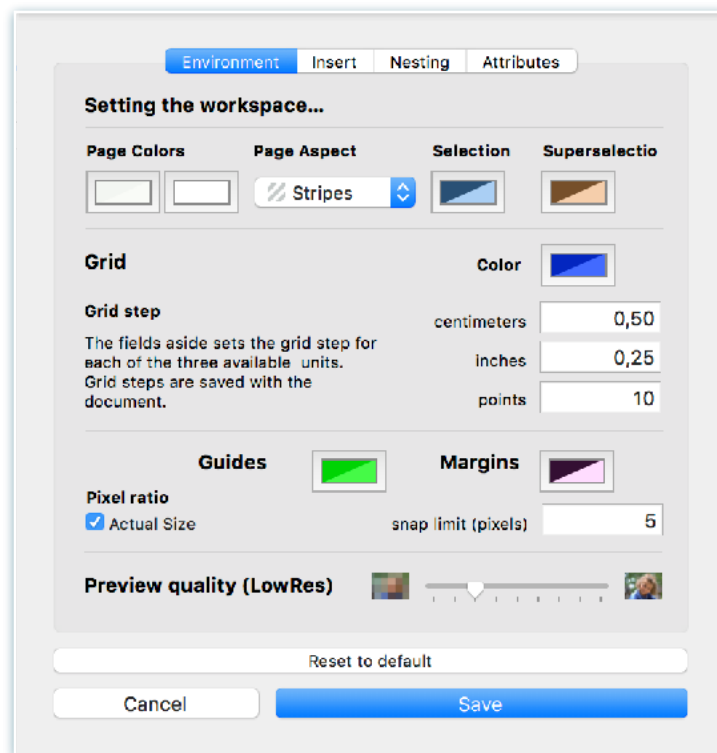 Environment Insert Nesting Attributes
Setting the workspace...
Page Colors Page Aspect Selection Superselectio
Stripes
Grid Color
Grid step
The fields aside sets the grid step for
each of the three available units.
Grid steps are saved with the
document.
centimeters 0,50
inches 0,25
points 10
Guides Margins
Pixel ratio
Actual Size snap limit (pixels) 5
Preview quality (LowRes)
Reset to default
Cancel Save